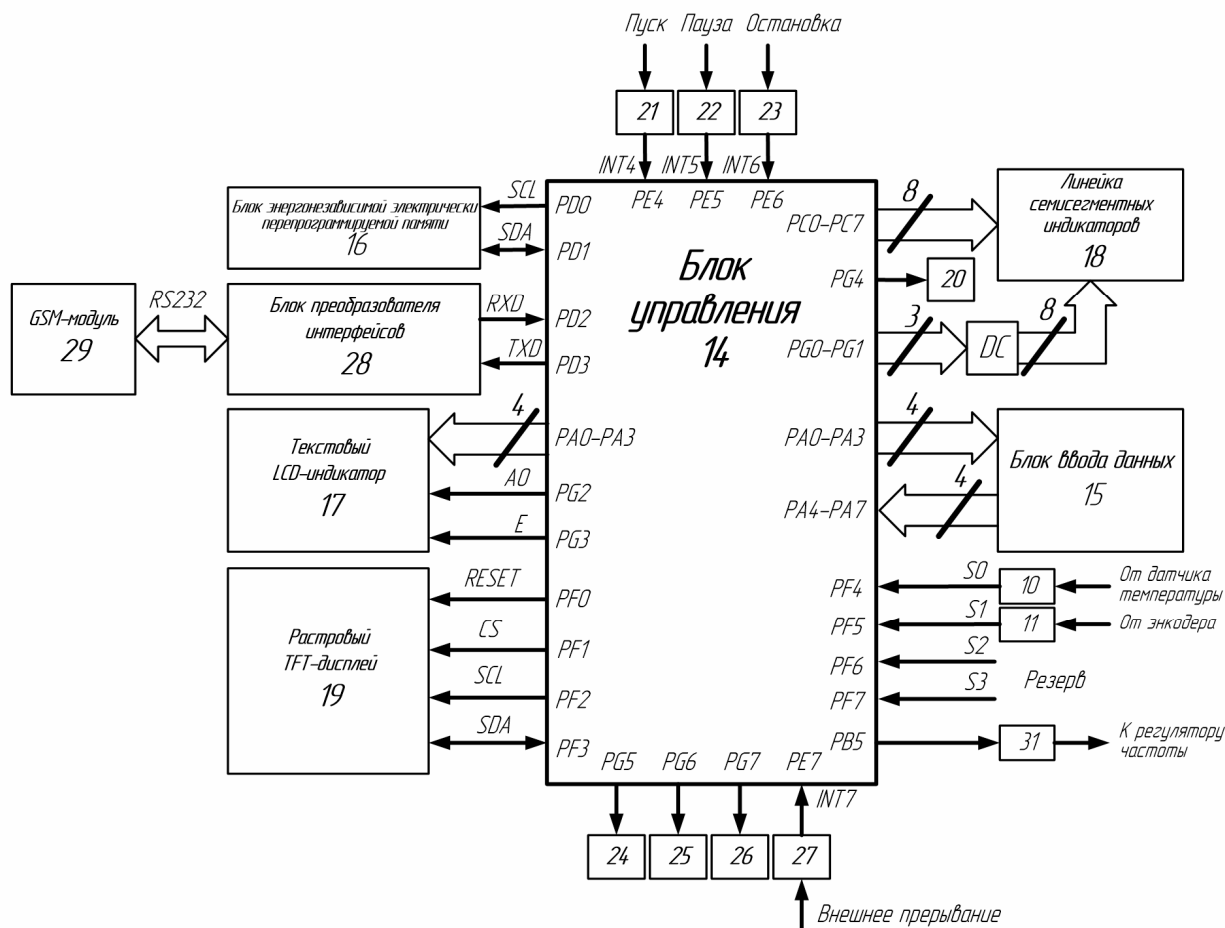 Пуск Пауза Остановка
21 22 23
INT4 INT5 INT6
PE4 PE5 PE6
Блок энергонезависимой электрически
перепрограммируемой памяти
16
SCL
PD0
SDA
PD1
GSM-модуль
29
RS232
Блок преобразователя
интерфейсов
28
RXD
PD2
TXD
PD3
Текстовый
LCD-индикатор
17
4
PA0-PA3
A0
PG2
E
PG3
Растровый
TFT-дисплей
19
RESET
PF0
CS
PF1
SCL
PF2
SDA
PF3
Блок
управления
14
PC0-PC7
8
Линейка
семисегментных
индикаторов
18
PG4
20
PG0-PG1
3
DC
8
PA0-PA3
4
PA4-PA7
4
Блок ввода данных
15
PF4
S0
10
От датчика
температуры
PF5
S1
11
От энкодера
PF6
S2
PF7
S3
Резерв
PB5
31
К регулятору
частоты
PG5 PG6 PG7 PE7
INT7
24 25 26 27
Внешнее прерывание